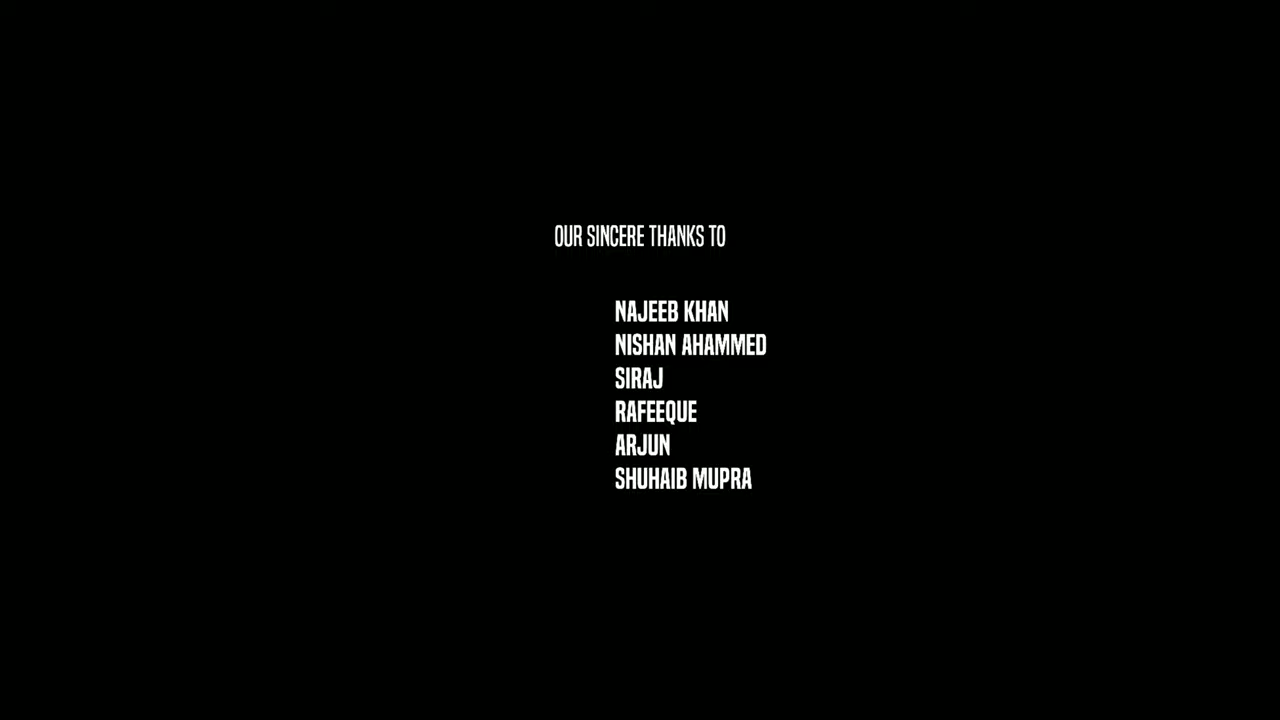 OUR SINCERE THANKS TO
NAJEEB KHAN
NISHAN AHAMMED
SIRAJ
RAFEEQUE
ARJUN
SHUHAIB MUPRA